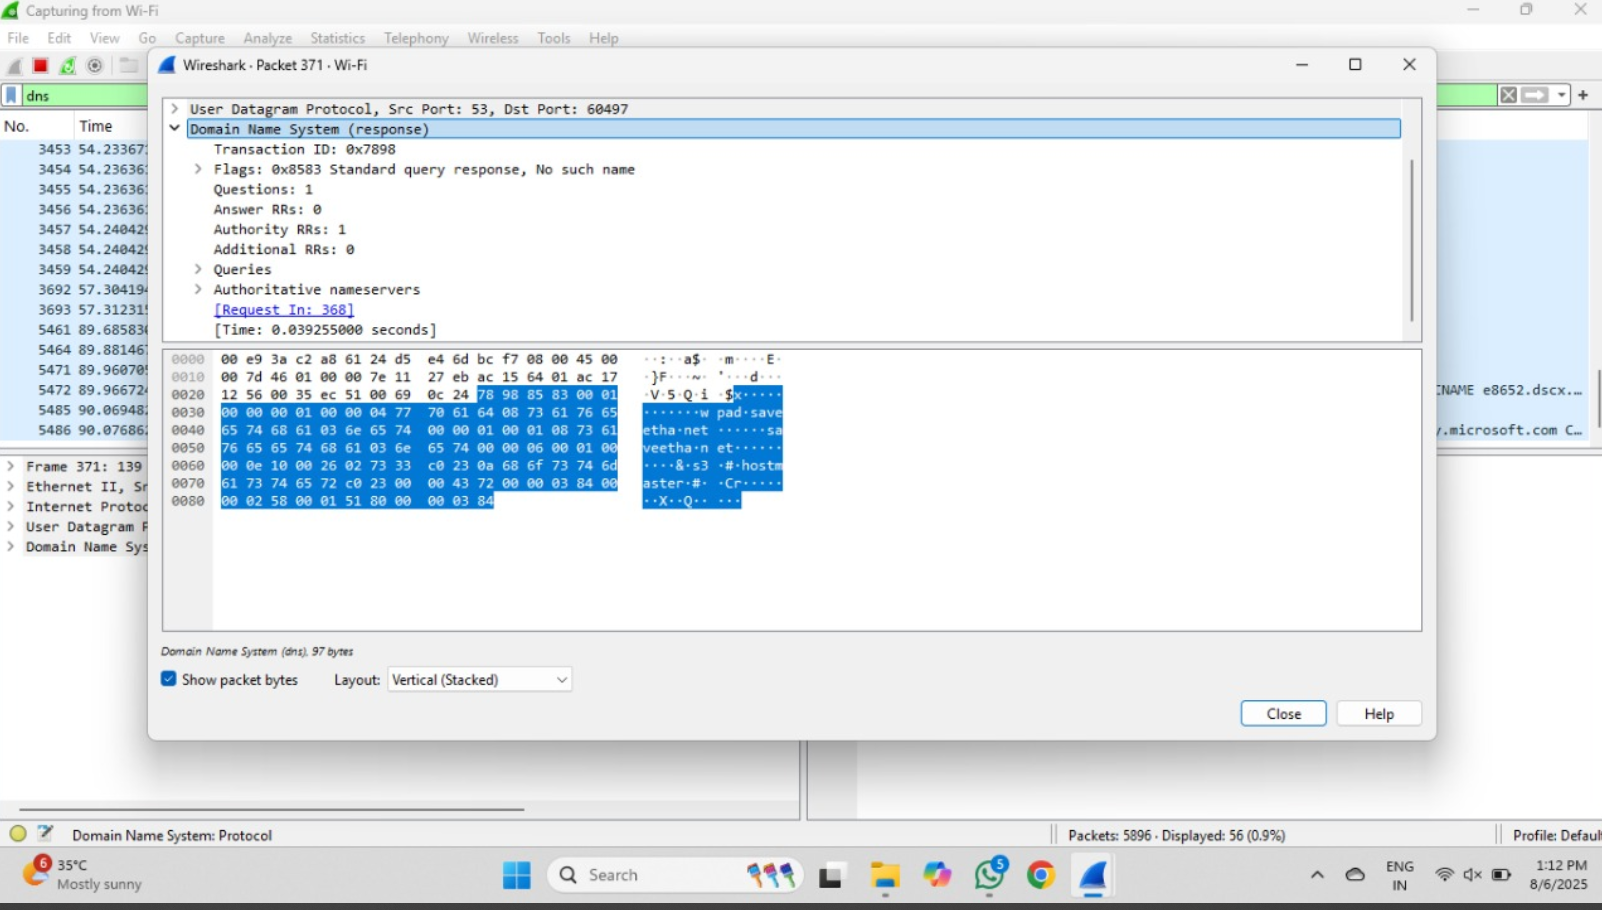 Capturing from Wi-Fi
File Edit View Go Capture Analyze Statistics Telephony Wireless Tools Help
Wireshark · Packet 371 · Wi-Fi
dns
No. Time
3453 54.233671
3454 54.236361
3455 54.236361
3456 54.236361
3457 54.240429
3458 54.240429
3459 54.240429
3692 57.304194
3693 57.312315
5461 89.685830
5464 89.881467
5471 89.960705
5472 89.966724
5485 90.069482
5486 90.076862
CNAME e8652.dscx....
y.microsoft.com C...
User Datagram Protocol, Src Port: 53, Dst Port: 60497
Domain Name System (response)
Transaction ID: 0x7898
Flags: 0x8583 Standard query response, No such name
Questions: 1
Answer RRs: 0
Authority RRs: 1
Additional RRs: 0
Queries
Authoritative nameservers
[Request In: 368]
[Time: 0.039255000 seconds]
0000 00 e9 3a c2 a8 61 24 d5 e4 6d bc f7 08 00 45 00 ··:··a$· ·m····E·
0010 00 7d 46 01 00 00 7e 11 27 eb ac 15 64 01 ac 17 ·}F···~· '···d···
0020 12 56 00 35 ec 51 00 69 0c 24 78 98 85 83 00 01 ·V·5·Q·i ·$x·····
0030 00 00 00 01 00 00 04 77 70 61 64 08 73 61 76 65 ·······w pad·save
0040 65 74 68 61 03 6e 65 74 00 00 01 00 01 08 73 61 etha·net ······sa
0050 76 65 65 74 68 61 03 6e 65 74 00 00 06 00 01 00 veetha·n et······
0060 00 0e 10 00 26 02 73 33 c0 23 0a 68 6f 73 74 6d ····&·s3 ·#·hostm
0070 61 73 74 65 72 c0 23 00 00 43 72 00 00 03 84 00 aster·#· ·Cr·····
0080 00 02 58 00 01 51 80 00 00 03 84 ··X··Q·· ···
Domain Name System (dns), 97 bytes
Show packet bytes Layout: Vertical (Stacked)
Close Help
Frame 371: 139
Ethernet II, Sr
Internet Protoc
User Datagram P
Domain Name Sys
Domain Name System: Protocol Packets: 5896 · Displayed: 56 (0.9%) Profile: Defaul
6
35°C
Mostly sunny
Search
5
ENG
IN
1:12 PM
8/6/2025